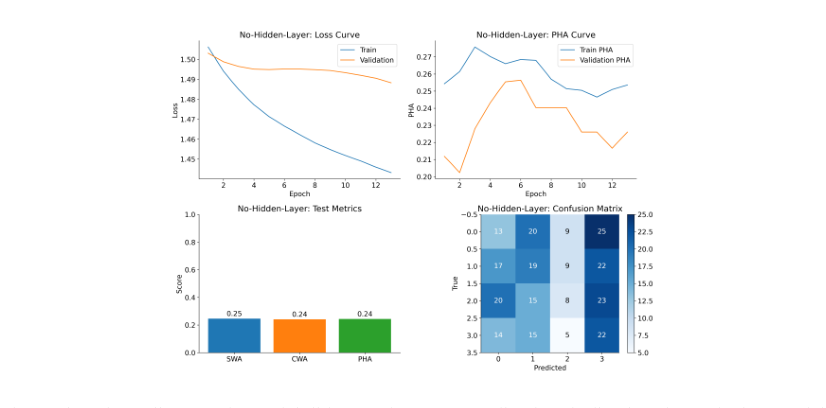 No-Hidden-Layer: Loss Curve
Train
Validation
1.50
1.49
1.48
1.47
1.46
1.45
Loss
2 4 6 8 10 12
Epoch
No-Hidden-Layer: PHA Curve
Train PHA
Validation PHA
0.27
0.26
0.25
0.24
0.23
0.22
0.21
0.20
PHA
2 4 6 8 10 12
Epoch
No-Hidden-Layer: Test Metrics
1.0
0.8
0.6
0.4
0.2
0.0
Score
0.25 0.24 0.24
SWA CWA PHA
No-Hidden-Layer: Confusion Matrix
−0.5
0.0
0.5
1.0
1.5
2.0
2.5
3.0
3.5
True
13 20 9 25
17 19 9 22
20 15 8 23
14 15 5 22
0 1 2 3
Predicted
25.0
22.5
20.0
17.5
15.0
12.5
10.0
7.5
5.0